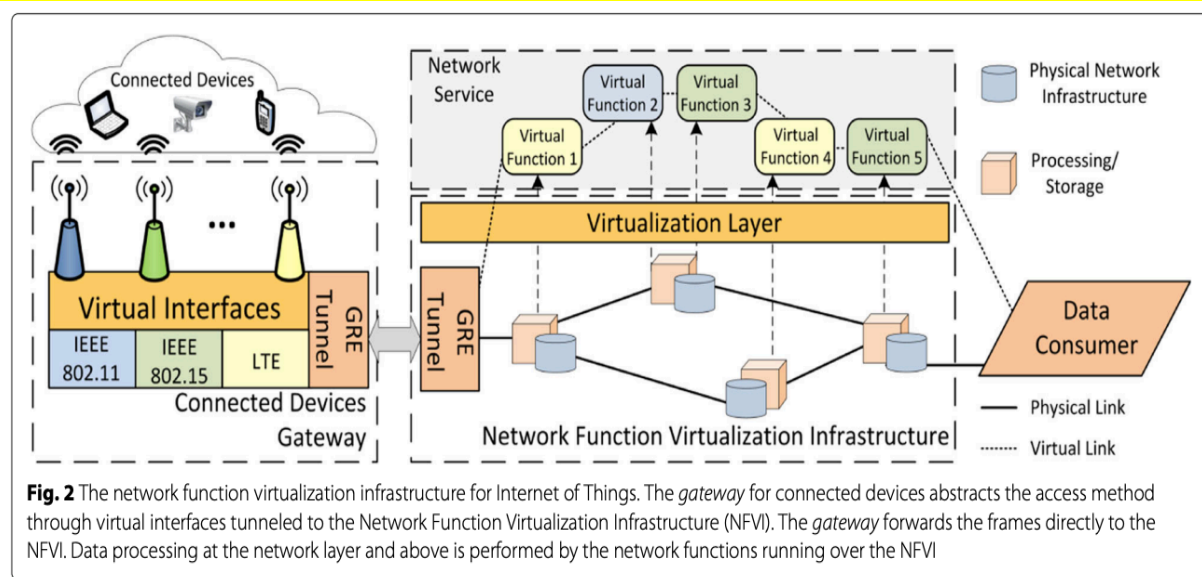 Connected Devices
Network
Service
Virtual
Function 1
Virtual
Function 2
Virtual
Function 3
Virtual
Function 4
Virtual
Function 5
Physical Network
Infrastructure
Processing/
Storage
Virtualization Layer
...
Virtual Interfaces
GRE
Tunnel
IEEE
802.11
IEEE
802.15
LTE
Connected Devices
Gateway
GRE
Tunnel
Data
Consumer
Network Function Virtualization Infrastructure
Physical Link
Virtual Link
Fig. 2 The network function virtualization infrastructure for Internet of Things. The gateway for connected devices abstracts the access method
through virtual interfaces tunneled to the Network Function Virtualization Infrastructure (NFVI). The gateway forwards the frames directly to the
NFVI. Data processing at the network layer and above is performed by the network functions running over the NFVI